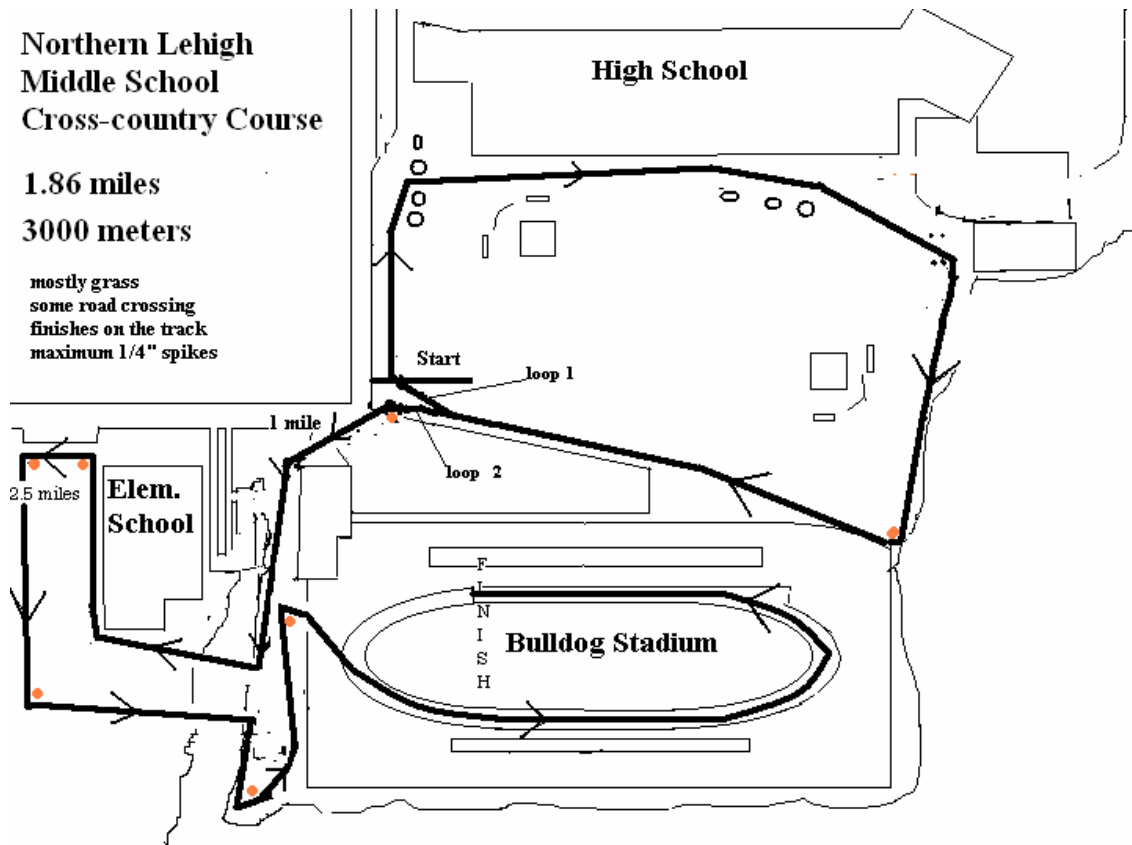 Northern Lehigh
Middle School
Cross-country Course
1.86 miles
3000 meters
mostly grass
some road crossing
finishes on the track
maximum 1/4" spikes
High School
Start
loop 1
1 mile
loop 2
2.5 miles
Elem.
School
FINISH
Bulldog Stadium